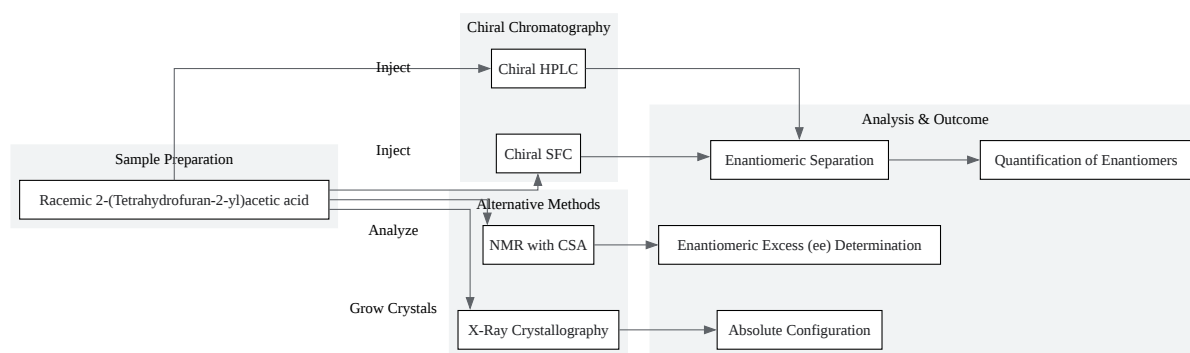 Chiral Chromatography
Inject
Chiral HPLC
Analysis & Outcome
Sample Preparation
Inject
Chiral SFC
Enantiomeric Separation
Quantification of Enantiomers
Racemic 2-(Tetrahydrofuran-2-yl)acetic acid
Alternative Methods
Analyze
NMR with CSA
Enantiomeric Excess (ee) Determination
Grow Crystals
X-Ray Crystallography
Absolute Configuration